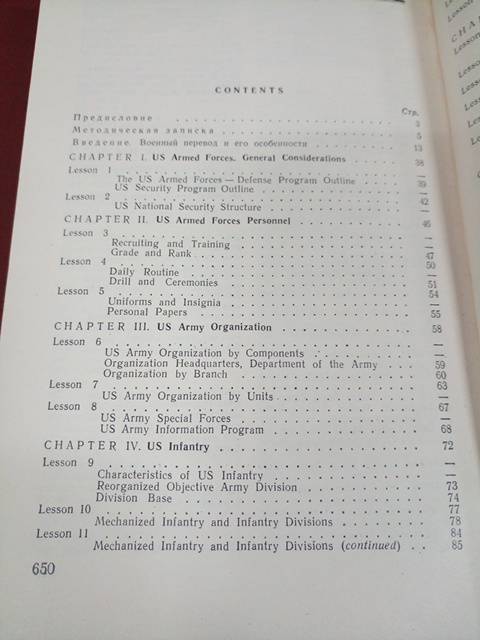 CONTENTS
Стр.
Предисловие . . . . . . . . . . . . . . . 3
Методическая записка . . . . . . . . . . . . . . . 5
Введение. Военный перевод и его особенности . . . . . . . . . 13
CHAPTER I. US Armed Forces. General Considerations . . . . . . . 38
Lesson 1 . . . . . . . . . . . . . . . —
The US Armed Forces — Defense Program Outline . . . . . —
US Security Program Outline . . . . . . . . . . 39
Lesson 2 . . . . . . . . . . . . . . . —
US National Security Structure . . . . . . . . . . 42
CHAPTER II. US Armed Forces Personnel . . . . . . . . . . 46
Lesson 3 . . . . . . . . . . . . . . . —
Recruiting and Training . . . . . . . . . . —
Grade and Rank . . . . . . . . . . 47
Lesson 4 . . . . . . . . . . . . . . . 50
Daily Routine . . . . . . . . . . —
Drill and Ceremonies . . . . . . . . . . 51
Lesson 5 . . . . . . . . . . . . . . . 54
Uniforms and Insignia . . . . . . . . . . —
Personal Papers . . . . . . . . . . 55
CHAPTER III. US Army Organization . . . . . . . . . . 58
Lesson 6 . . . . . . . . . . . . . . . —
US Army Organization by Components . . . . . . . . . . —
Organization Headquarters, Department of the Army . . . 59
Organization by Branch . . . . . . . . . . 60
Lesson 7 . . . . . . . . . . . . . . . 63
US Army Organization by Units . . . . . . . . . . —
Lesson 8 . . . . . . . . . . . . . . . 67
US Army Special Forces . . . . . . . . . . —
US Army Information Program . . . . . . . . . . 68
CHAPTER IV. US Infantry . . . . . . . . . . 72
Lesson 9 . . . . . . . . . . . . . . . —
Characteristics of US Infantry . . . . . . . . . . —
Reorganized Objective Army Division . . . . . . . . . . 73
Division Base . . . . . . . . . . 74
Lesson 10 . . . . . . . . . . . . . . . 77
Mechanized Infantry and Infantry Divisions . . . . . . . 78
Lesson 11 . . . . . . . . . . . . . . . 84
Mechanized Infantry and Infantry Divisions (continued) . . 85
650
Lesson
Lesson
Lesson
Lesson
Lesson
Lesson